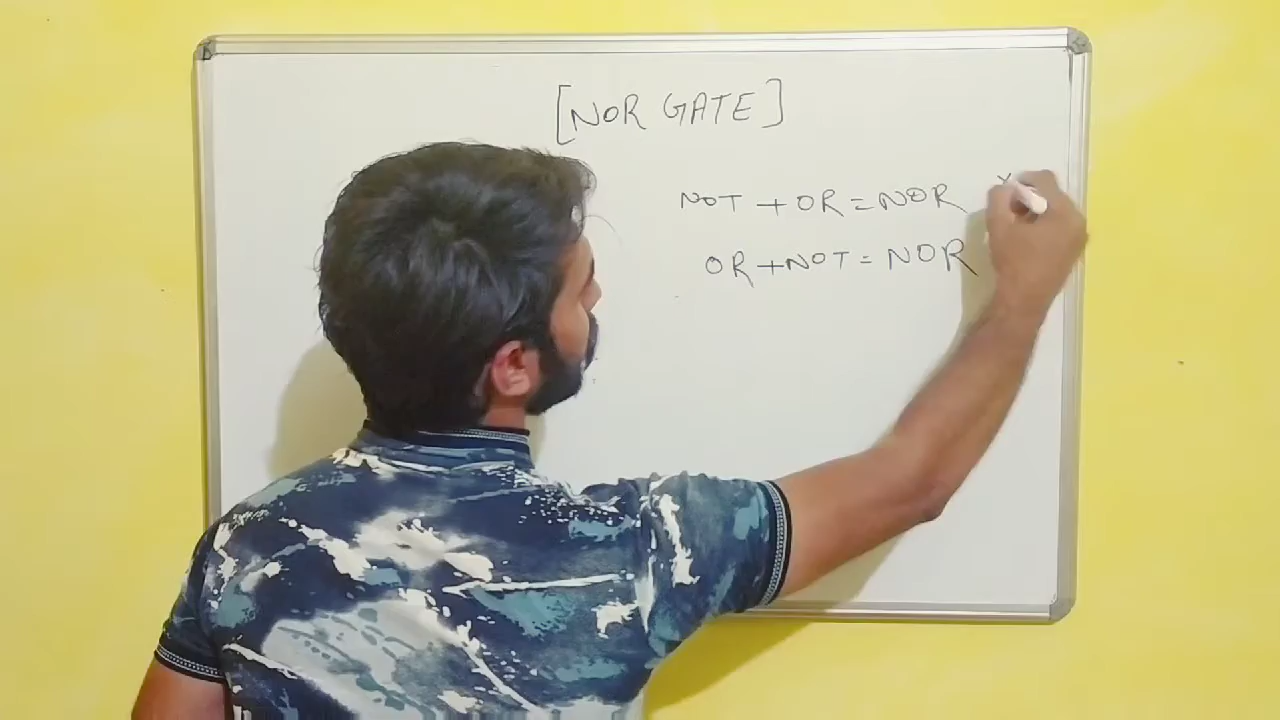 [NOR GATE]
NOT + OR = NOR
OR + NOT = NOR